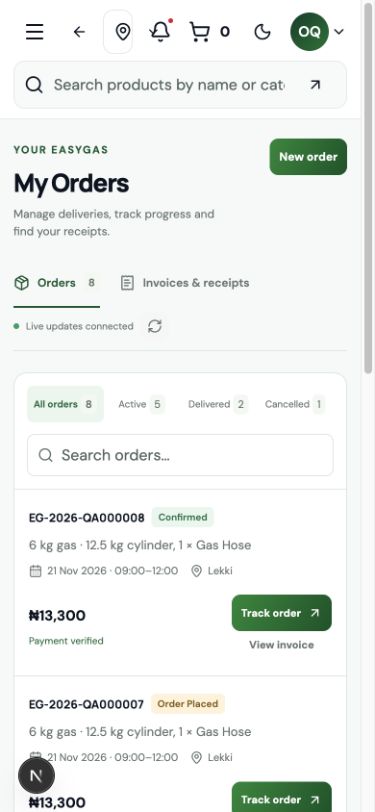 0
OQ
Search products by name or cate
YOUR EASYGAS
My Orders
New order
Manage deliveries, track progress and
find your receipts.
Orders 8
Invoices & receipts
Live updates connected
All orders 8
Active 5
Delivered 2
Cancelled 1
Search orders...
EG-2026-QA000008 Confirmed
6 kg gas · 12.5 kg cylinder, 1 × Gas Hose
21 Nov 2026 · 09:00–12:00 Lekki
₦13,300
Track order
Payment verified
View invoice
EG-2026-QA000007 Order Placed
6 kg gas · 12.5 kg cylinder, 1 × Gas Hose
21 Nov 2026 · 09:00–12:00 Lekki
N
₦13,300
Track order